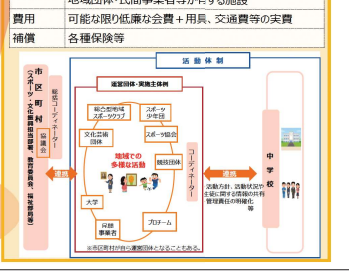 地域団体・民間事業者等が有する施設
費用
可能な限り低廉な会費＋用具、交通費等の実費
補償
各種保険等
活動体制
市区町村
（スポーツ・文化振興担当部署、教育委員会、福祉部局等）
協議会
総括コーディネーター
連携
運営団体・実施主体例
総合型地域
スポーツクラブ
スポーツ
少年団
文化芸術
団体
スポーツ協会
地域での
多様な活動
競技団体
大学
民間
事業者
プロチーム
コーディネーター
※市区町村が自ら運営団体となることもある。
連携
活動方針、活動状況や
生徒に関する情報の共有
管理責任の明確化
等
中学校